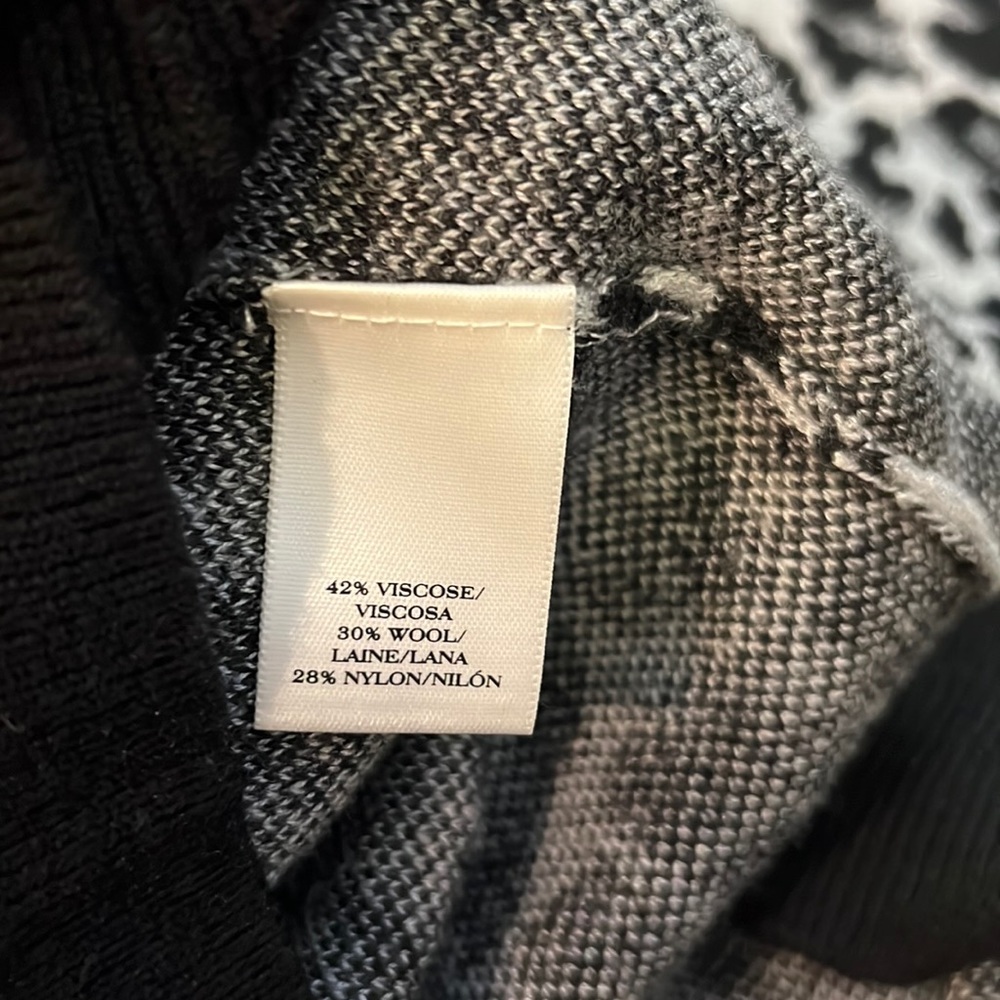 42% VISCOSE/
VISCOSA
30% WOOL/
LAINE/LANA
28% NYLON/NILÓN